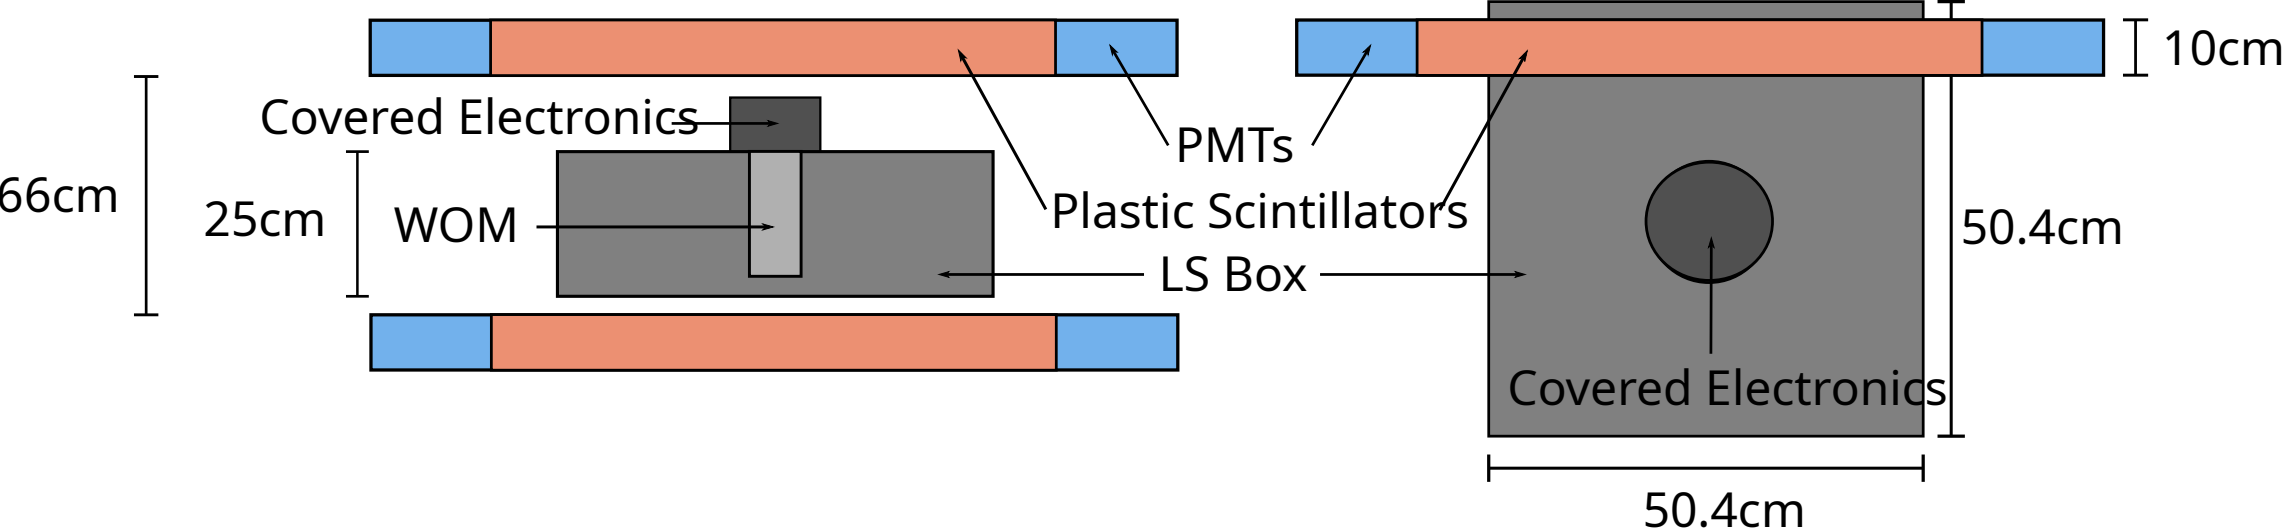 10cm
Covered Electronics
PMTs
66cm
25cm
WOM
Plastic Scintillators
50.4cm
LS Box
Covered Electronics
50.4cm